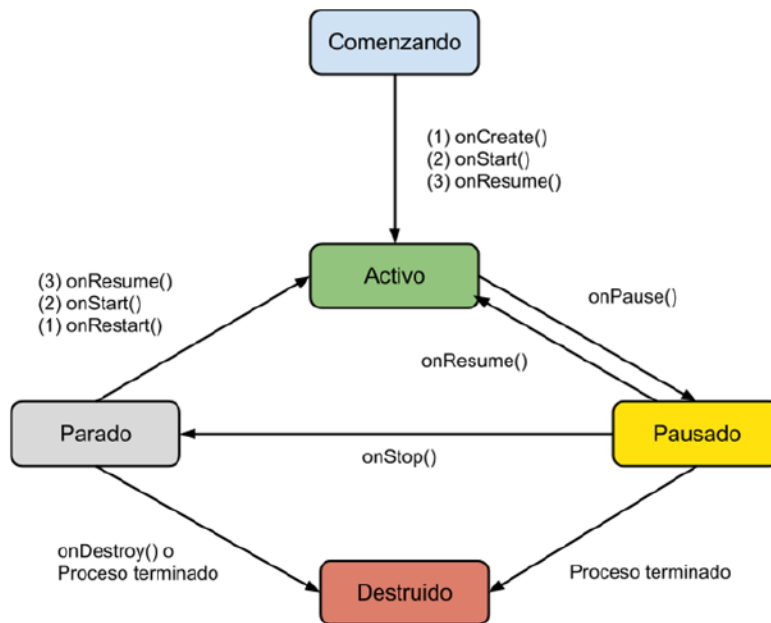 Comenzando
(1) onCreate()
(2) onStart()
(3) onResume()
Activo
(3) onResume()
(2) onStart()
(1) onRestart()
onPause()
onResume()
Parado
Pausado
onStop()
onDestroy() o
Proceso terminado
Proceso terminado
Destruido